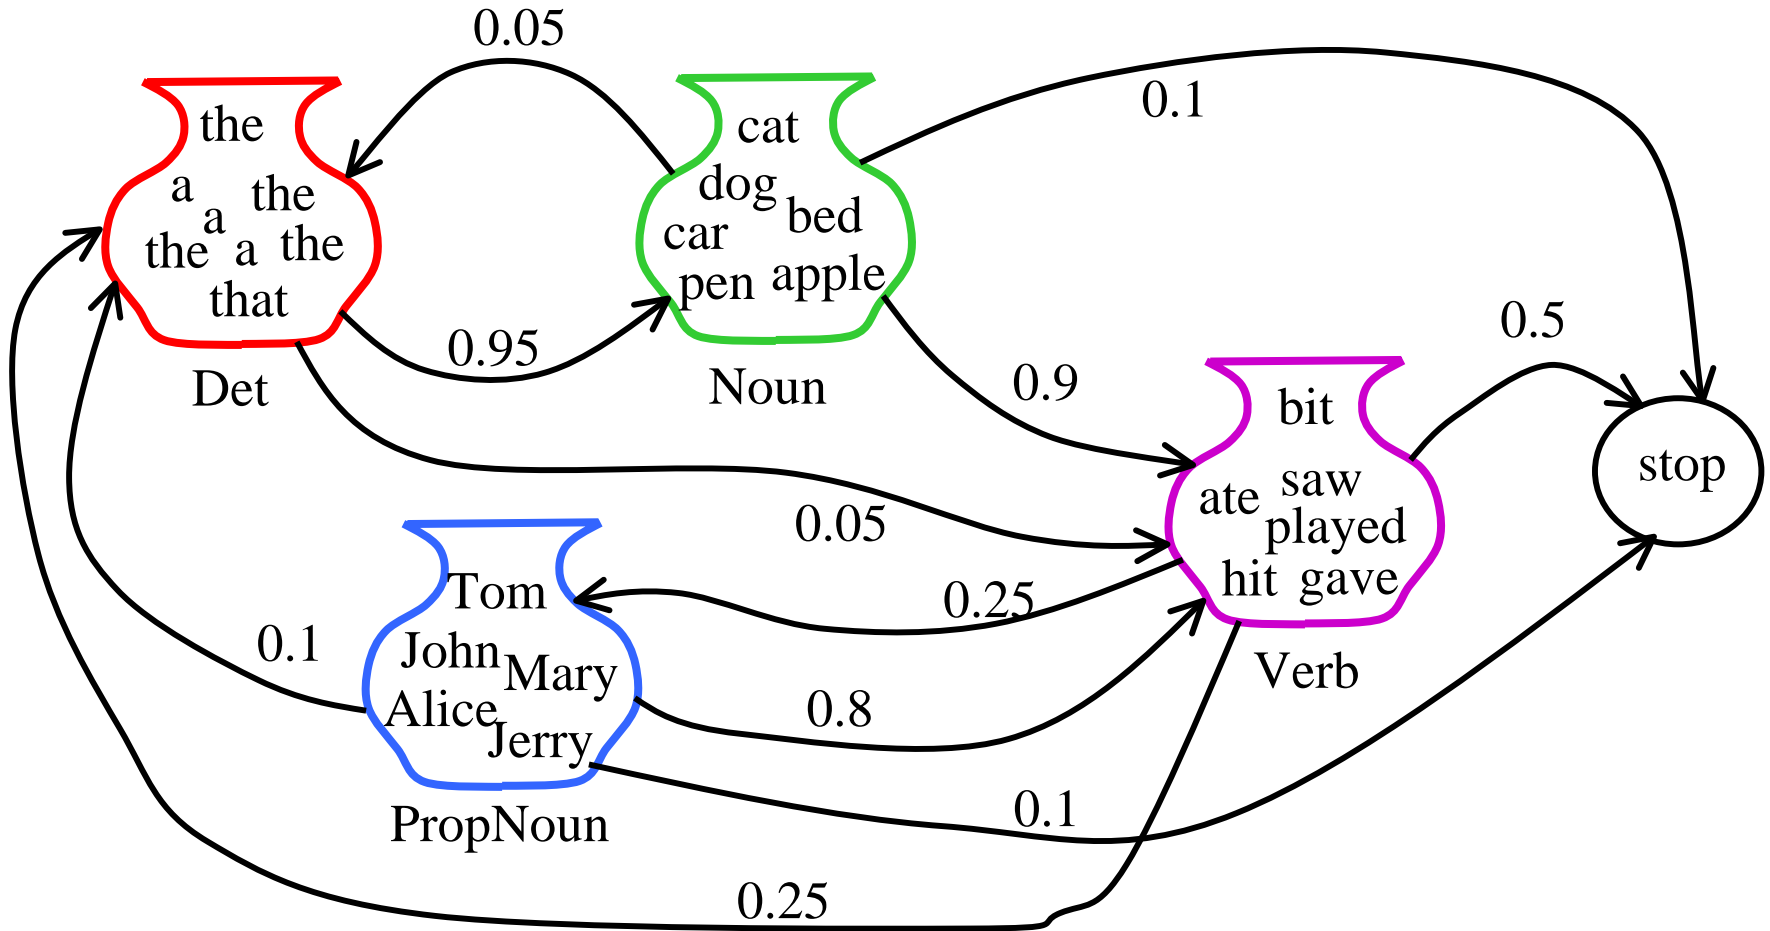 0.05
0.1
the
a
the
a
the
a
the
that
Det
0.95
cat
dog
bed
car
pen
apple
Noun
0.9
0.5
bit
saw
ate
played
hit
gave
Verb
stop
0.05
0.25
Tom
John
Mary
Alice
Jerry
PropNoun
0.1
0.8
0.1
0.25